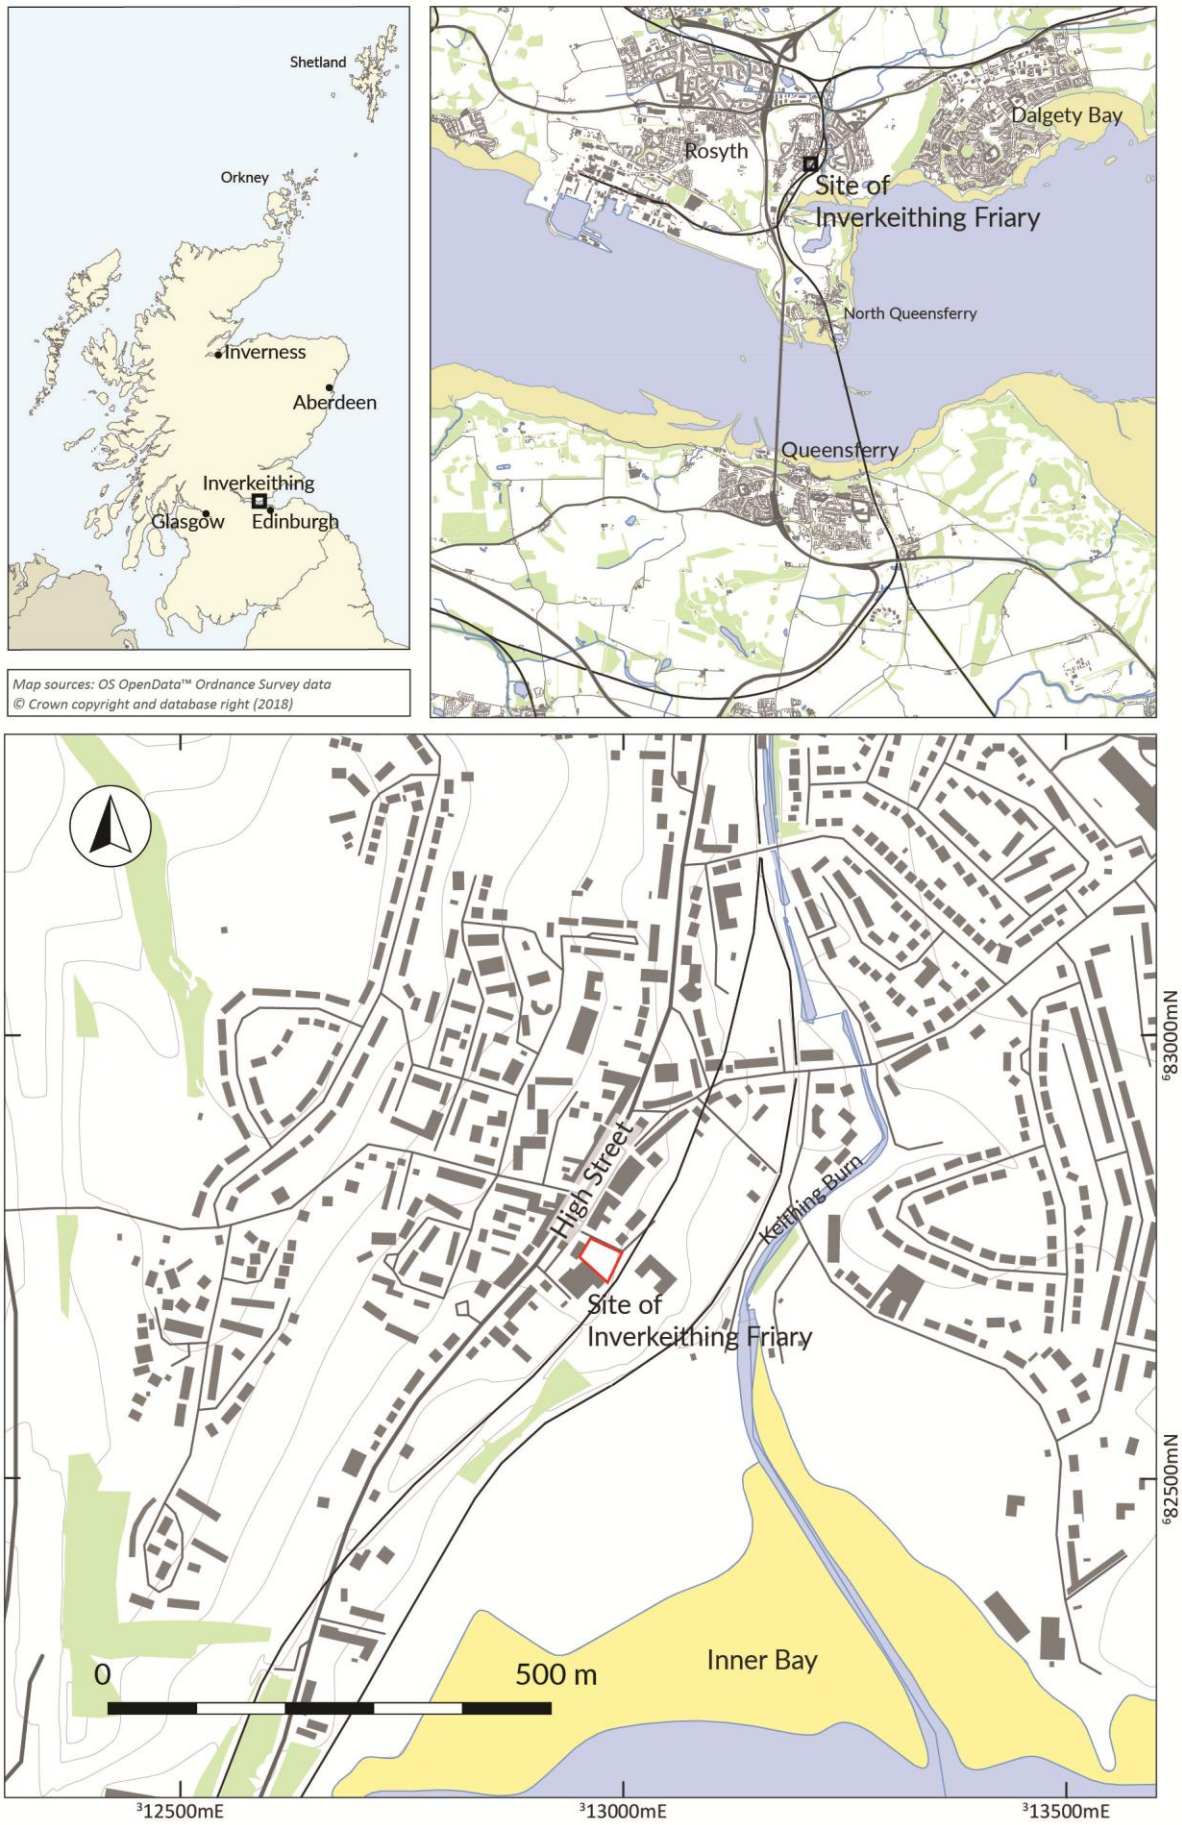 Shetland
Orkney
Inverness
Aberdeen
Inverkeithing
Glasgow
Edinburgh
Map sources: OS OpenData™ Ordnance Survey data
© Crown copyright and database right (2018)
Dalgety Bay
Rosyth
Site of
Inverkeithing Friary
North Queensferry
Queensferry
High Street
Keithing Burn
Site of
Inverkeithing Friary
Inner Bay
0 500 m
683000mN
682500mN
312500mE
313000mE
313500mE